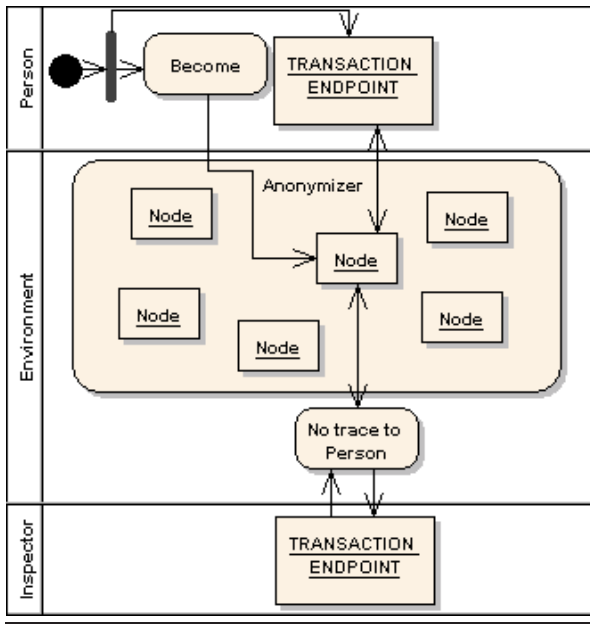 Person
Become
TRANSACTION
ENDPOINT
Environment
Anonymizer
Node
Node
Node
Node
Node
Node
No trace to
Person
Inspector
TRANSACTION
ENDPOINT